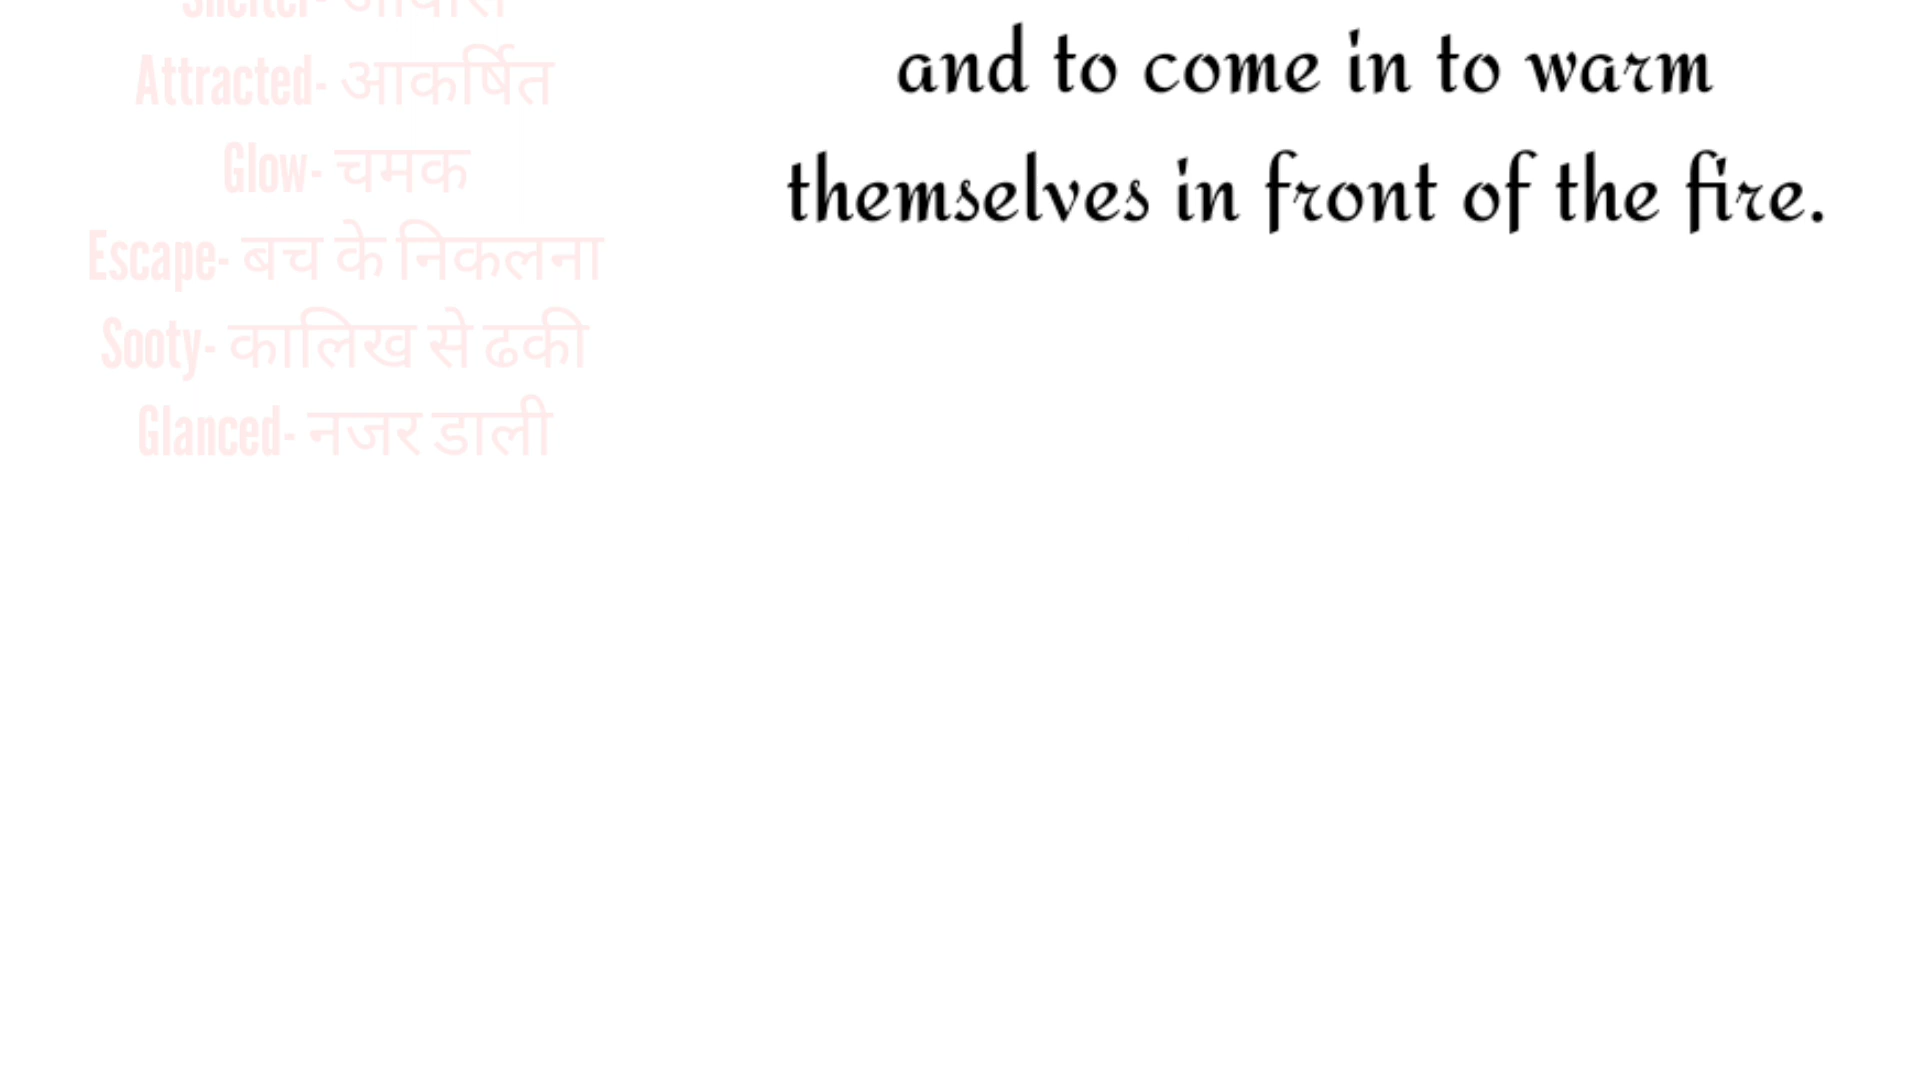 Attracted- आकर्षित
Glow- चमक
Escape- बच के निकलना
Sooty- कालिख से ढकी
Glanced- नजर डाली
and to come in to warm
themselves in front of the fire.